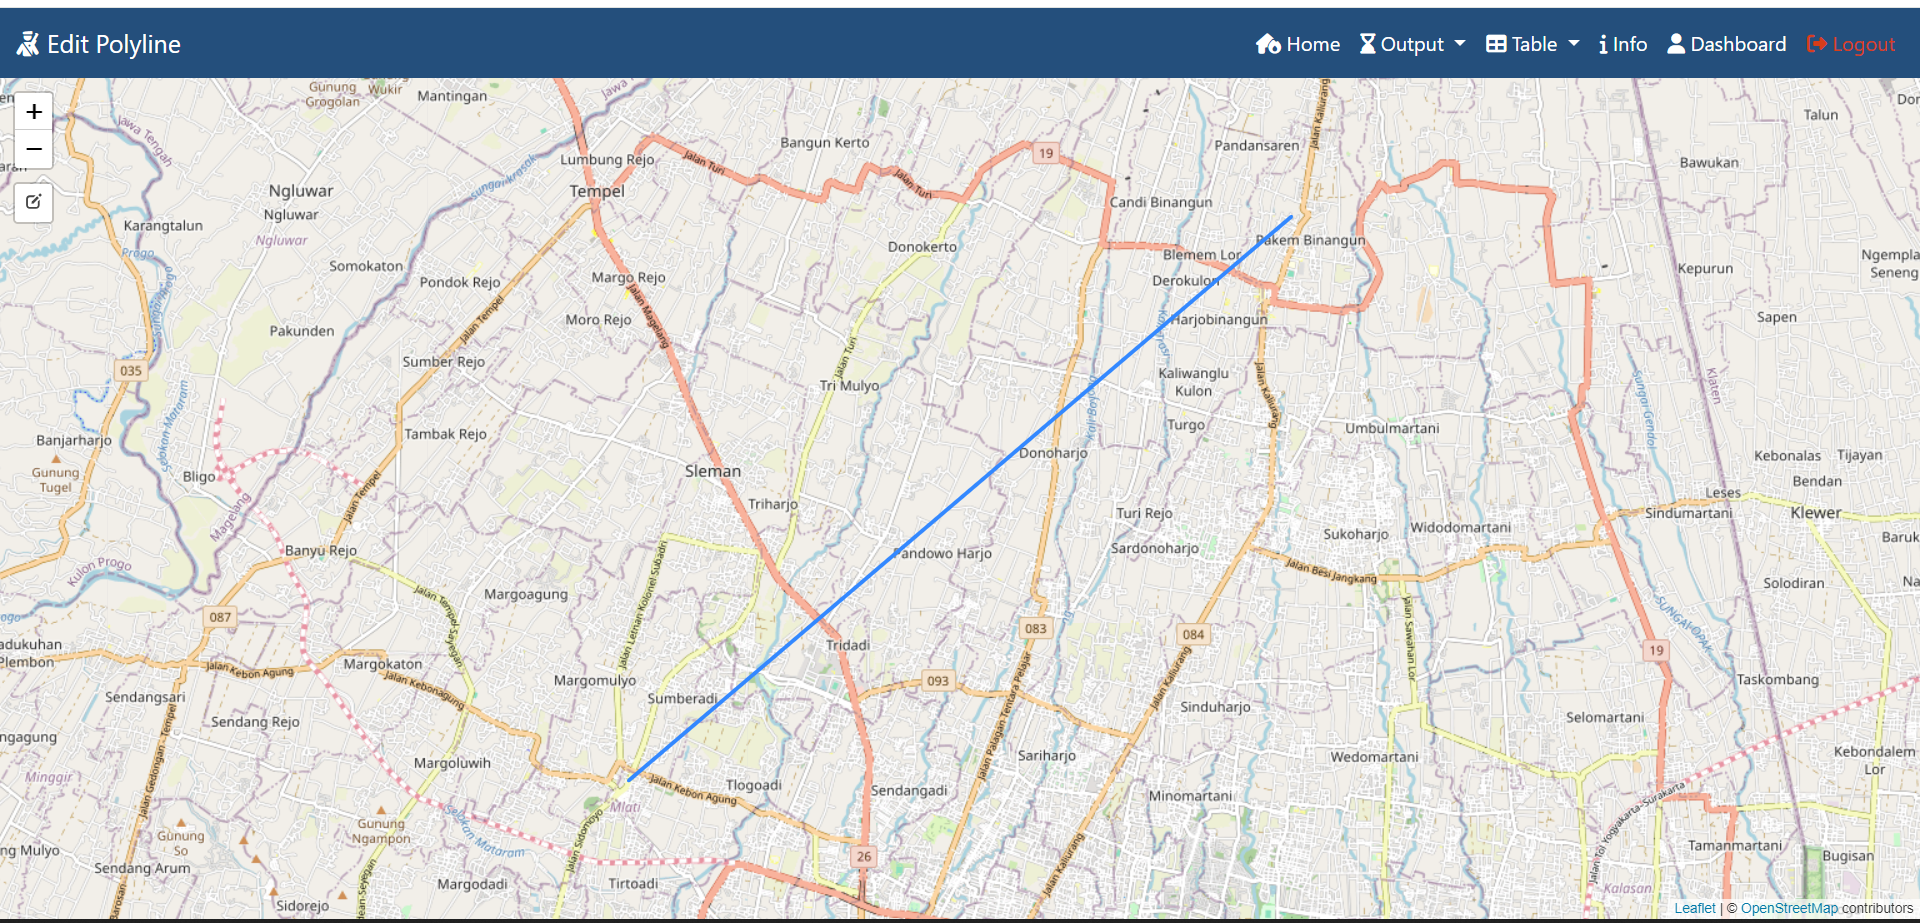 Edit Polyline
Home
Output
Table
Info
Dashboard
Logout
+
−
Gunung
Grogolan
Wukir
Mantingan
Jawa
Jawa Tengah
Lumbung Rejo
Tempel
Jalan Turi
Bangun Kerto
Jalan Turi
19
Pandansaren
Jalan Kaliurang
Talun
Bawukan
Ngluwar
Ngluwar
Ngluwar
sungai krasak
Karangtalun
Progo
Candi Binangun
Donokerto
Pakem Binangun
Blemem Lor
Derokulon
Kepurun
Ngempla
Seneng
Somokaton
Pondok Rejo
Margo Rejo
Jalan Magelang
Jalan Tempel
Moro Rejo
Pakunden
Harjobinangun
Sapen
Sumber Rejo
035
Jalan Turi
Tri Mulyo
Kaliwanglu
Kulon
Jalan Kaliurang
Klaten
Selokan Mataram
Turgo
Umbulmartani
Tambak Rejo
Banjarharjo
Gunung
Tugel
Bligo
Magelang
Jalan Tempel
Sleman
Donoharjo
Kebonalas
Tijayan
Bendan
Leses
Triharjo
Turi Rejo
Sindumartani
Klewer
Sukoharjo
Widodomartani
Baruk
Banyu Rejo
Kulon Progo
Pandowo Harjo
Sardonoharjo
Jalan Besi Jangkang
Solodiran
Na
Jalan Letnan Kolonel Subadri
Margoagung
Jalan Tempel-Seyegan
087
083
084
SUNGAI OPAK
Jalan Sawahan Lor
adukuhan
Plembon
Tridadi
19
Jalan Kebon Agung
Margokaton
Jalan Kebonagung
Margomulyo
Sumberadi
093
Jalan Palagan Tentara Pelajar
Jalan Kaliurang
Taskombang
Sendangsari
Sendang Rejo
Sinduharjo
Selomartani
ngagung
Minggir
Jalan Gedongan - Tempel
Margoluwih
Sariharjo
Wedomartani
Kebondalem
Lor
Tlogoadi
Jalan Kebon Agung
Sendangadi
Minomartani
Mlati
Jalan Sidomoyo
Jalan tol Yogyakarta-Surakarta
Gunung
Ngampon
Gunung
So
Selokan Mataram
ng Mulyo
Sendang Arum
26
Tamanmartani
Bugisan
Margodadi
Tirtoadi
Jalan Kaliurang
Kalasan
Sidorejo
Leaflet | © OpenStreetMap contributors